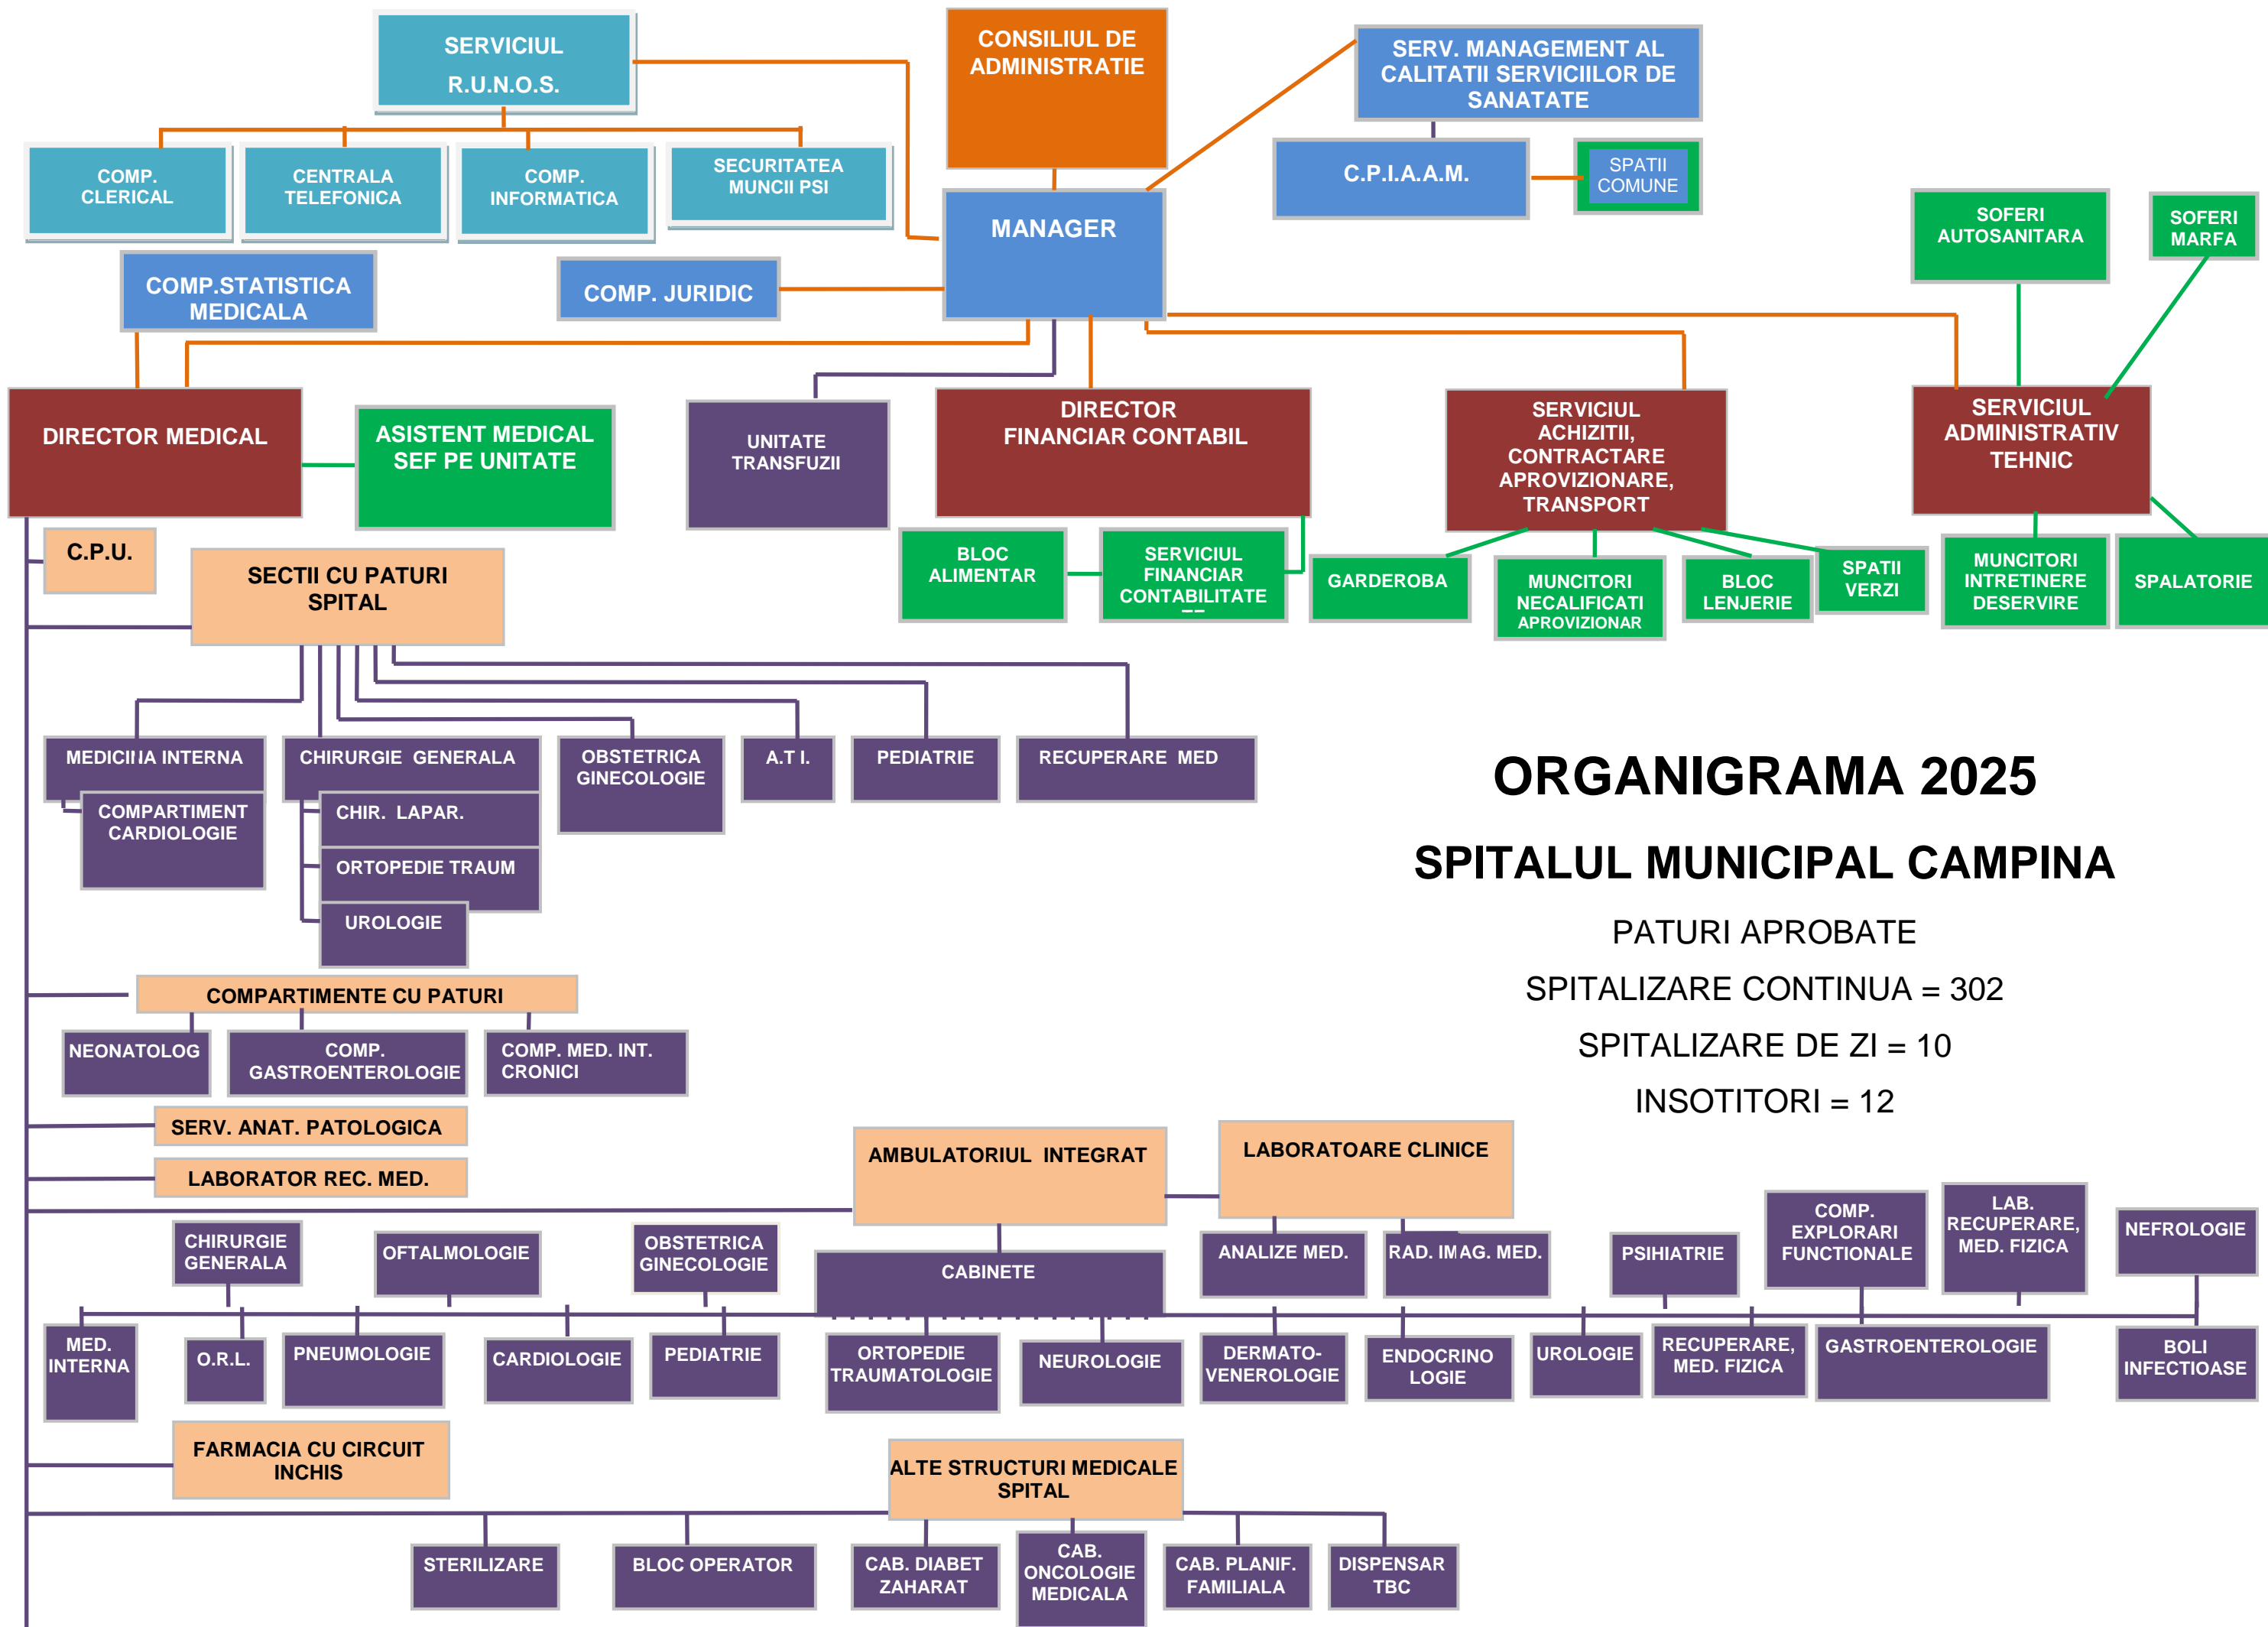 SERVICIUL
R.U.N.O.S.
CONSILIUL DE
ADMINISTRATIE
SERV. MANAGEMENT AL
CALITATII SERVICIILOR DE
SANATATE
COMP.
CLERICAL
CENTRALA
TELEFONICA
COMP.
INFORMATICA
SECURITATEA
MUNCII PSI
C.P.I.A.A.M.
SPATII
COMUNE
MANAGER
SOFERI
AUTOSANITARA
SOFERI
MARFA
COMP.STATISTICA
MEDICALA
COMP. JURIDIC
DIRECTOR MEDICAL
ASISTENT MEDICAL
SEF PE UNITATE
UNITATE
TRANSFUZII
DIRECTOR
FINANCIAR CONTABIL
SERVICIUL
ACHIZITII,
CONTRACTARE
APROVIZIONARE,
TRANSPORT
SERVICIUL
ADMINISTRATIV
TEHNIC
C.P.U.
SECTII CU PATURI
SPITAL
BLOC
ALIMENTAR
SERVICIUL
FINANCIAR
CONTABILITATE
GARDEROBA
MUNCITORI
NECALIFICATI
APROVIZIONAR
BLOC
LENJERIE
SPATII
VERZI
MUNCITORI
INTRETINERE
DESERVIRE
SPALATORIE
MEDICINA INTERNA
COMPARTIMENT
CARDIOLOGIE
CHIRURGIE GENERALA
CHIR. LAPAR.
ORTOPEDIE TRAUM
UROLOGIE
OBSTETRICA
GINECOLOGIE
A.T I.
PEDIATRIE
RECUPERARE MED
ORGANIGRAMA 2025
SPITALUL MUNICIPAL CAMPINA
PATURI APROBATE
SPITALIZARE CONTINUA = 302
SPITALIZARE DE ZI = 10
INSOTITORI = 12
COMPARTIMENTE CU PATURI
NEONATOLOG
COMP.
GASTROENTEROLOGIE
COMP. MED. INT.
CRONICI
SERV. ANAT. PATOLOGICA
LABORATOR REC. MED.
AMBULATORIUL INTEGRAT
LABORATOARE CLINICE
CHIRURGIE
GENERALA
OFTALMOLOGIE
OBSTETRICA
GINECOLOGIE
CABINETE
ANALIZE MED.
RAD. IMAG. MED.
PSIHIATRIE
COMP.
EXPLORARI
FUNCTIONALE
LAB.
RECUPERARE,
MED. FIZICA
NEFROLOGIE
MED.
INTERNA
O.R.L.
PNEUMOLOGIE
CARDIOLOGIE
PEDIATRIE
ORTOPEDIE
TRAUMATOLOGIE
NEUROLOGIE
DERMATO-
VENEROLOGIE
ENDOCRINO
LOGIE
UROLOGIE
RECUPERARE,
MED. FIZICA
GASTROENTEROLOGIE
BOLI
INFECTIOASE
FARMACIA CU CIRCUIT
INCHIS
ALTE STRUCTURI MEDICALE
SPITAL
STERILIZARE
BLOC OPERATOR
CAB. DIABET
ZAHARAT
CAB.
ONCOLOGIE
MEDICALA
CAB. PLANIF.
FAMILIALA
DISPENSAR
TBC